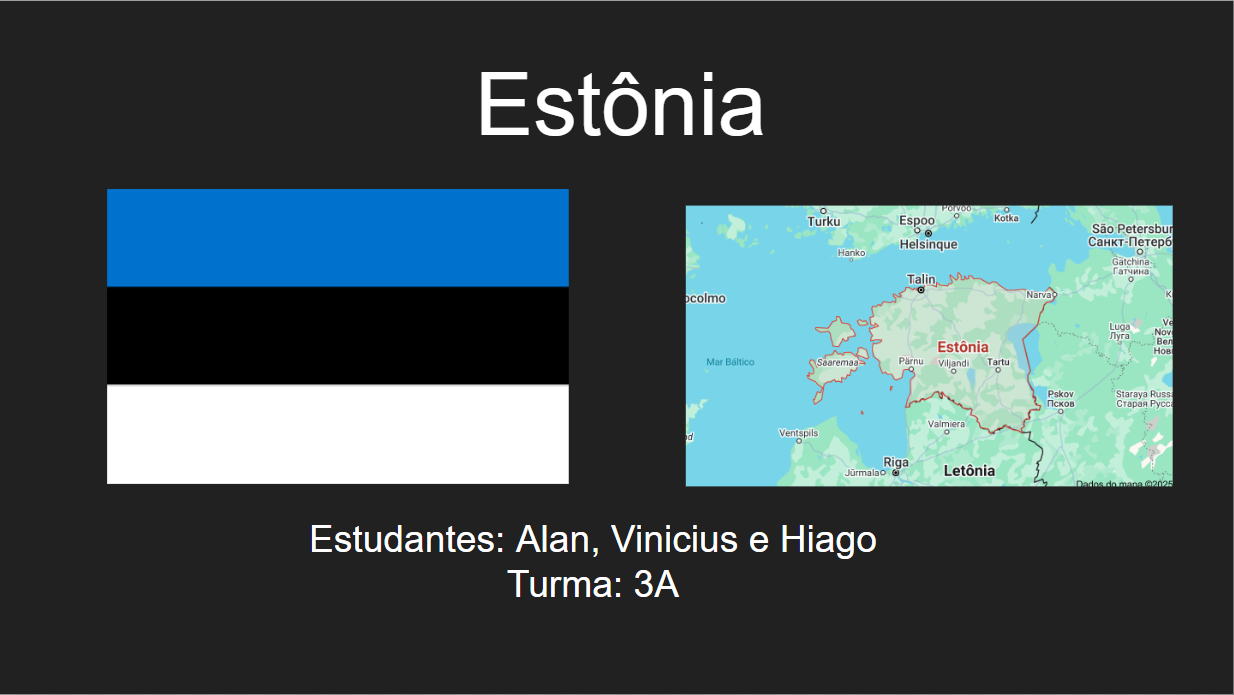 Estônia
Turku
Espoo
Porvoo
Kotka
Helsinque
Hanko
São Petersbur
Санкт-Петерб
Gatchina
Гатчина
ocolmo
Talin
Narva
Luga
Луга
Estônia
Mar Báltico
Saaremaa
Pärnu
Viljandi
Tartu
Pskov
Псков
Staraya Russa
Старая Русса
Ventspils
Valmiera
Riga
Jūrmala
Letônia
Dados do mapa ©2025
Estudantes: Alan, Vinicius e Hiago
Turma: 3A